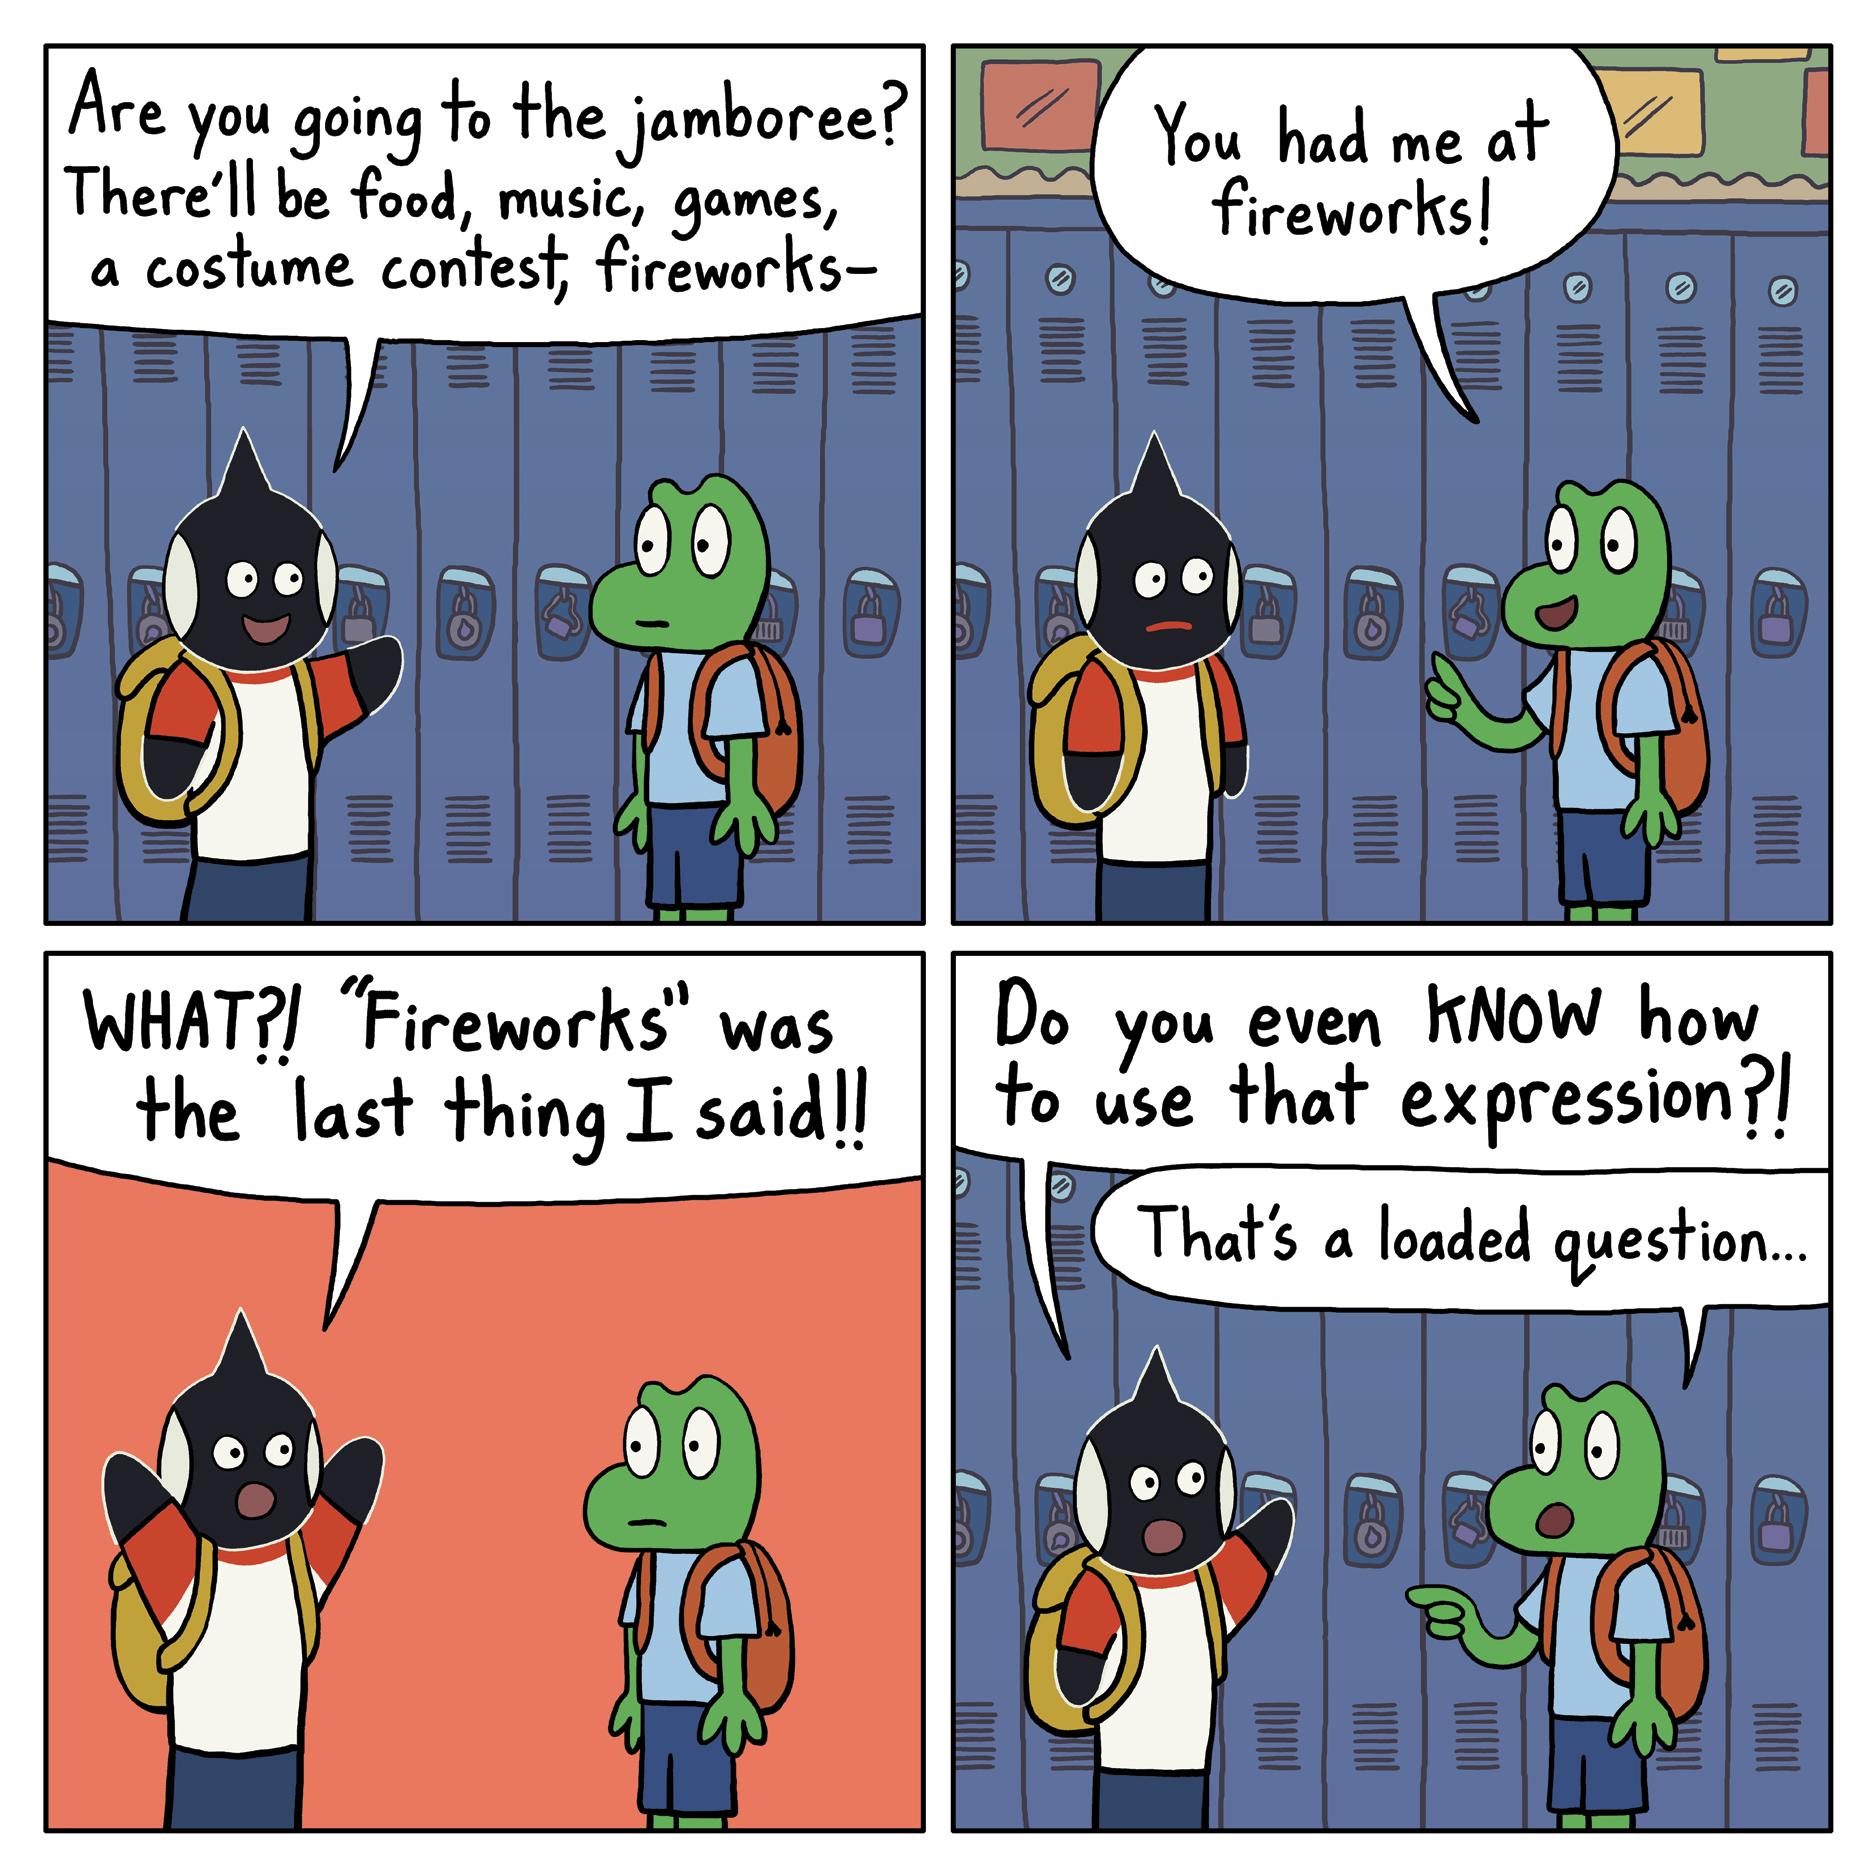 Are you going to the jamboree?
There'll be food, music, games,
a costume contest, fireworks–
You had me at
fireworks!
WHAT?! "Fireworks" was
the last thing I said!!
Do you even KNOW how
to use that expression?!
That's a loaded question...